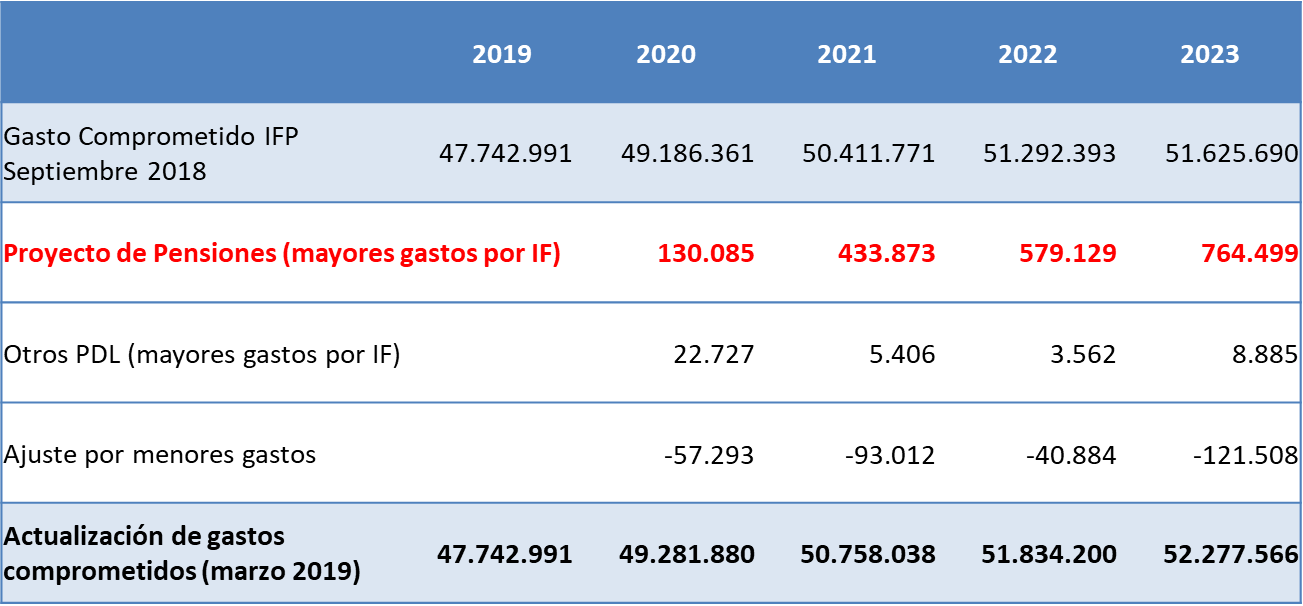 2019 2020 2021 2022 2023
Gasto Comprometido IFP
Septiembre 2018 47.742.991 49.186.361 50.411.771 51.292.393 51.625.690
Proyecto de Pensiones (mayores gastos por IF) 130.085 433.873 579.129 764.499
Otros PDL (mayores gastos por IF) 22.727 5.406 3.562 8.885
Ajuste por menores gastos -57.293 -93.012 -40.884 -121.508
Actualización de gastos
comprometidos (marzo 2019) 47.742.991 49.281.880 50.758.038 51.834.200 52.277.566